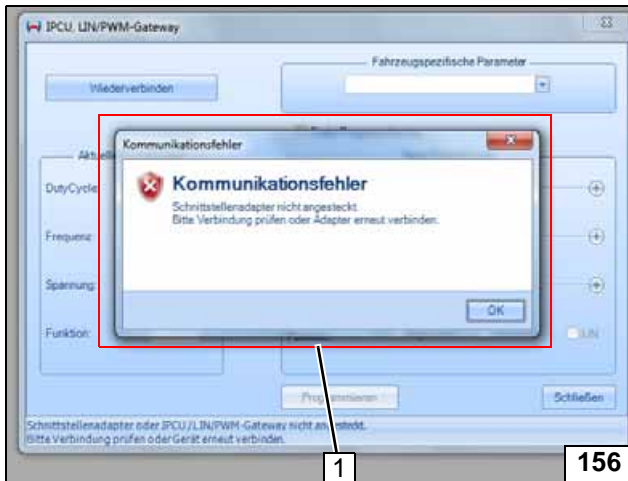 IPCU, LIN/PWM-Gateway
Fahrzeugspezifische Parameter
Wiederverbinden
Kommunikationsfehler
Kommunikationsfehler
Schnittstellenadapter nicht angesteckt
Bitte Verbindung prüfen oder Adapter erneut verbinden.
OK
DutyCycle:
Frequenz:
Spannung:
Funktion:
LIN
Programmieren
Schließen
Schnittstellenadapter oder IPCU/LIN/PWM-Gateway nicht angesteckt.
Bitte Verbindung prüfen oder Gerät erneut verbinden.
1
156